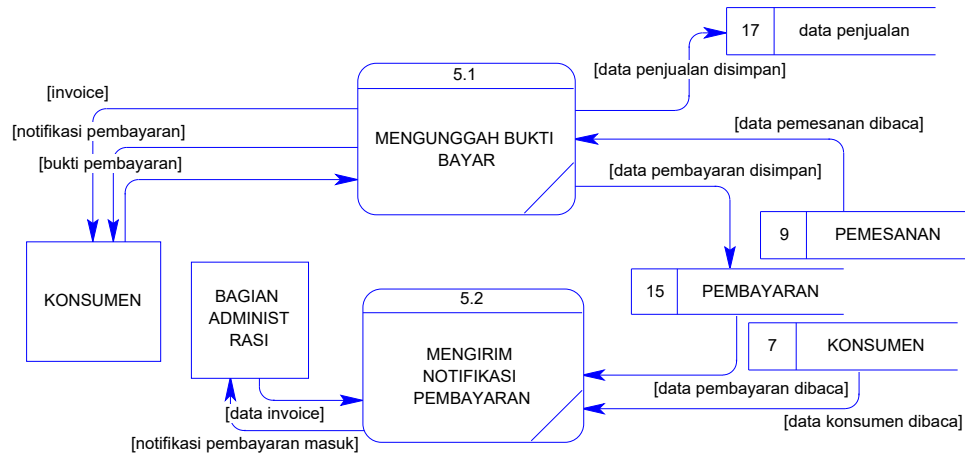 17
data penjualan
5.1
[data penjualan disimpan]
[invoice]
[notifikasi pembayaran]
[data pemesanan dibaca]
MENGUNGGAH BUKTI
BAYAR
[bukti pembayaran]
[data pembayaran disimpan]
9
PEMESANAN
KONSUMEN
BAGIAN
ADMINIST
RASI
15
PEMBAYARAN
5.2
7
KONSUMEN
MENGIRIM
NOTIFIKASI
PEMBAYARAN
[data pembayaran dibaca]
[data invoice]
[data konsumen dibaca]
[notifikasi pembayaran masuk]